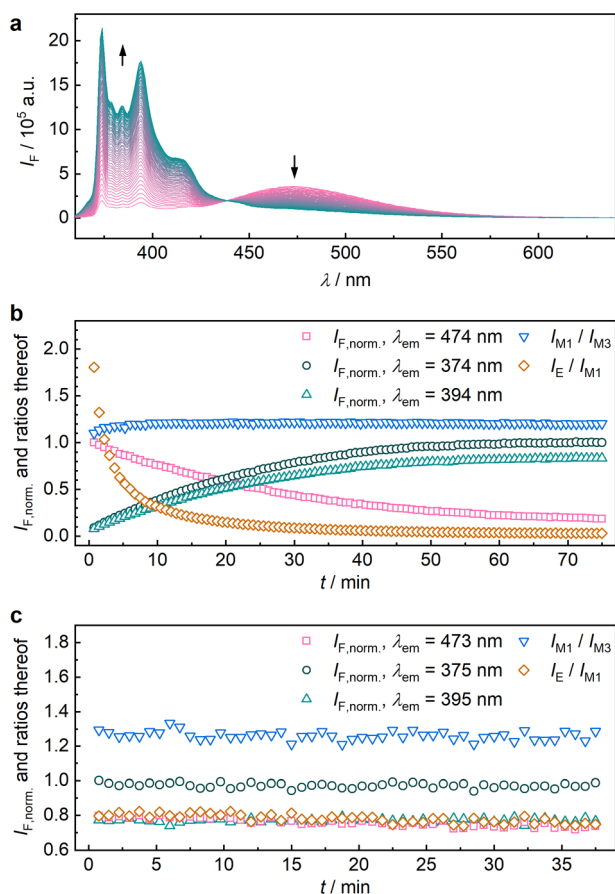 a
I_F / 10^5 a.u.
20
15
10
5
0
400 450 500 550 600
λ / nm
b
I_F,norm. and ratios thereof
2.0
1.5
1.0
0.5
0.0
I_F,norm., λ_em = 474 nm
I_F,norm., λ_em = 374 nm
I_F,norm., λ_em = 394 nm
I_M1 / I_M3
I_E / I_M1
0 10 20 30 40 50 60 70
t / min
c
I_F,norm. and ratios thereof
1.8
1.6
1.4
1.2
1.0
0.8
0.6
I_F,norm., λ_em = 473 nm
I_F,norm., λ_em = 375 nm
I_F,norm., λ_em = 395 nm
I_M1 / I_M3
I_E / I_M1
0 5 10 15 20 25 30 35
t / min